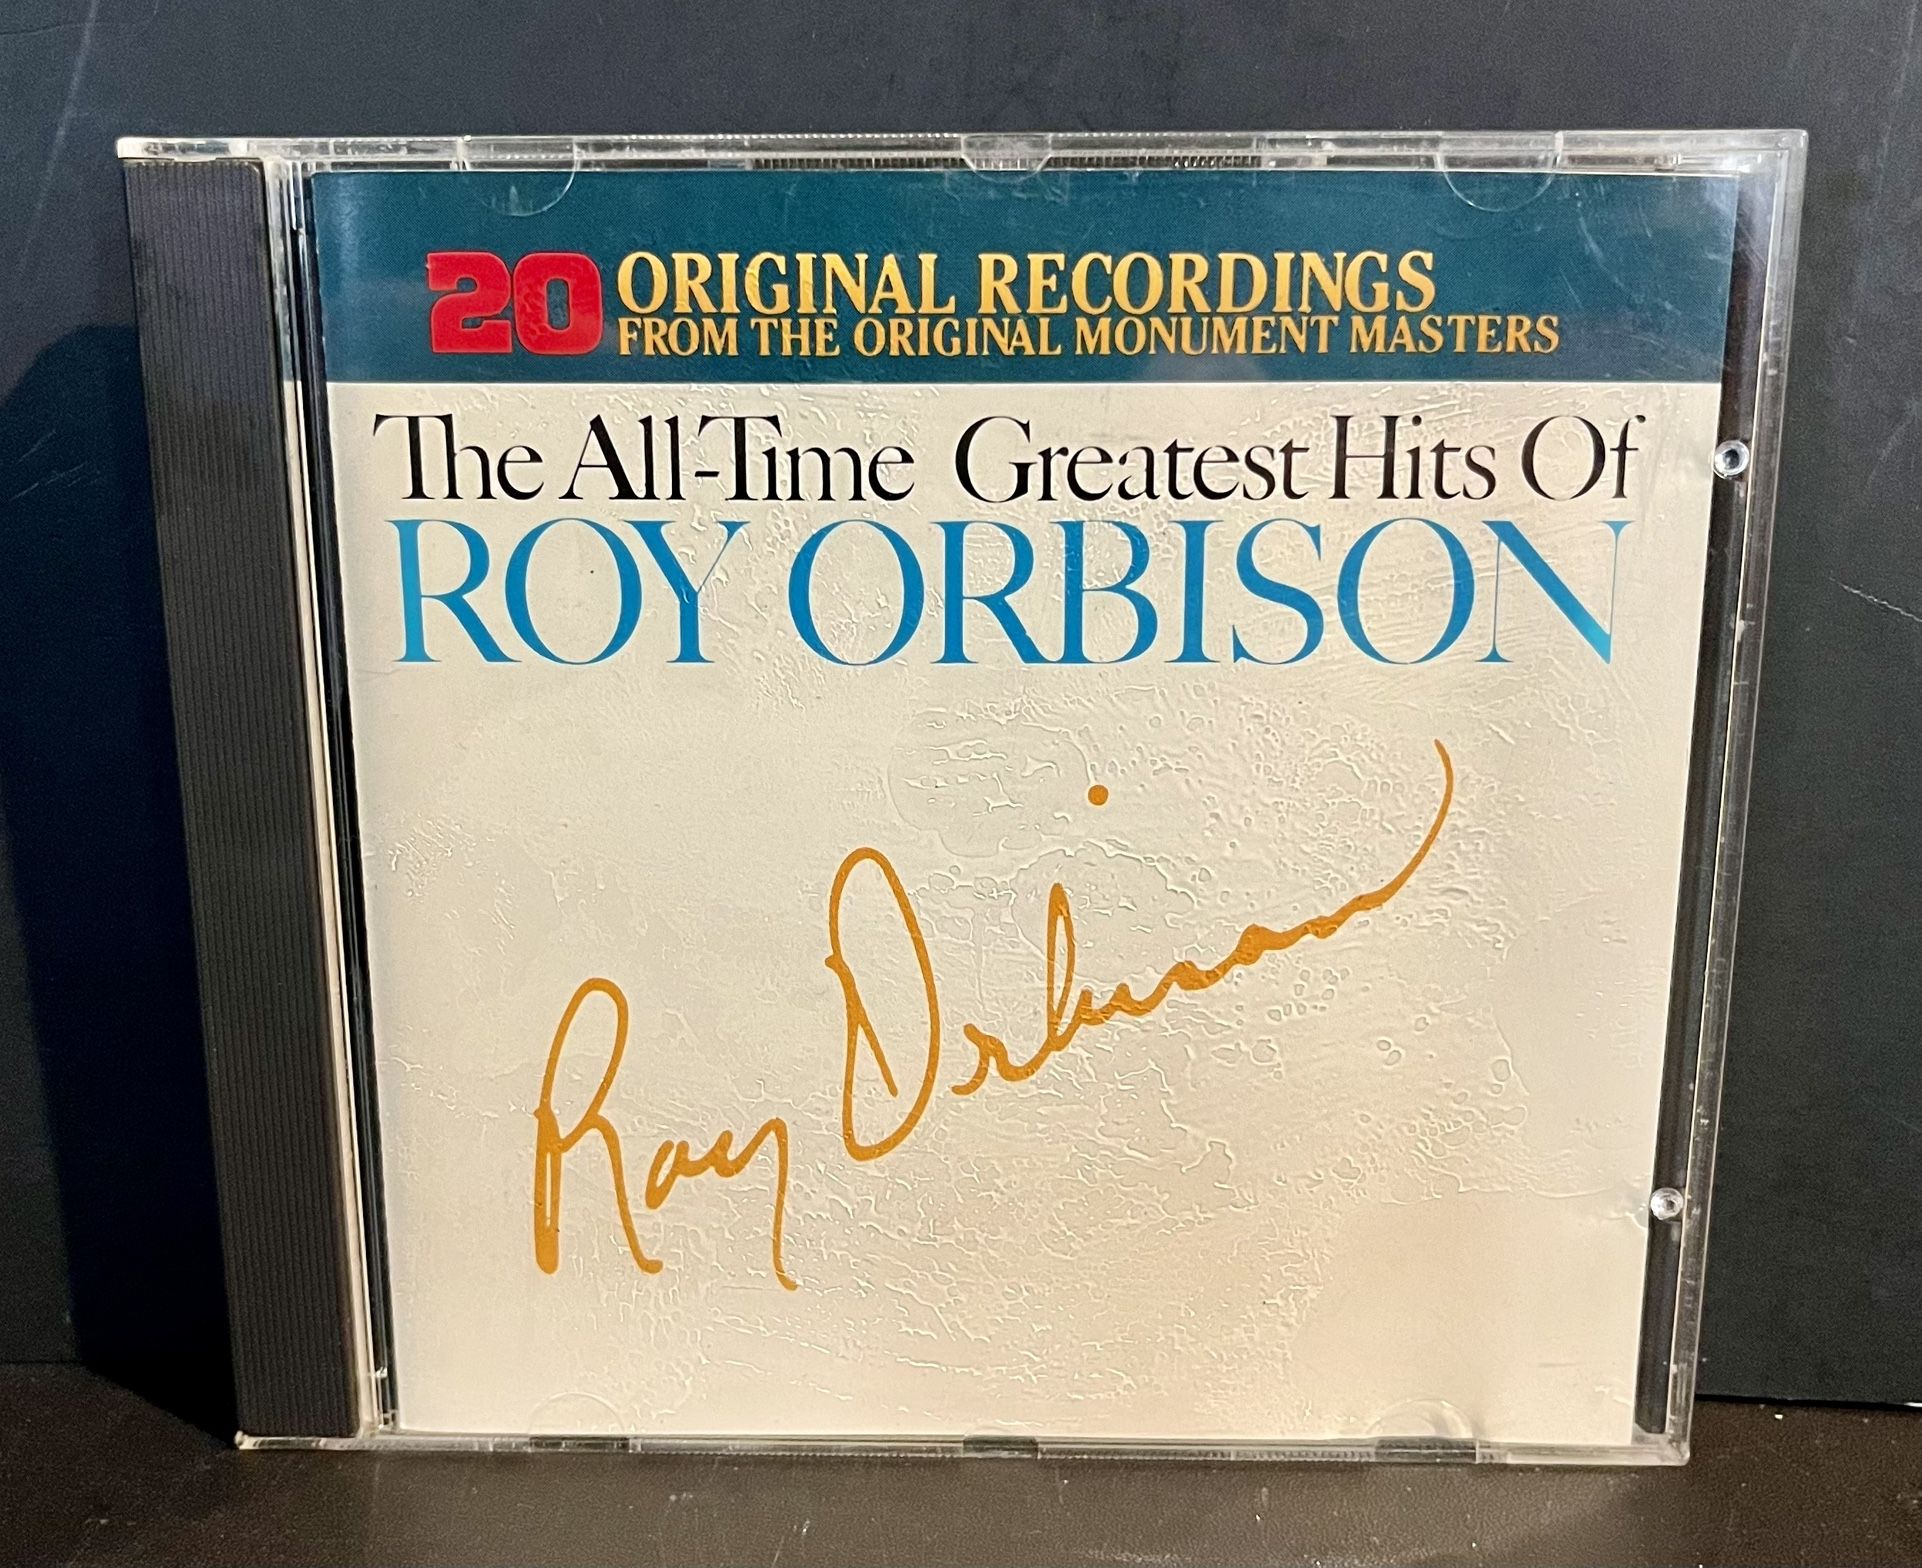 20 ORIGINAL RECORDINGS
FROM THE ORIGINAL MONUMENT MASTERS
The All-Time Greatest Hits Of
ROY ORBISON
Roy Orbison